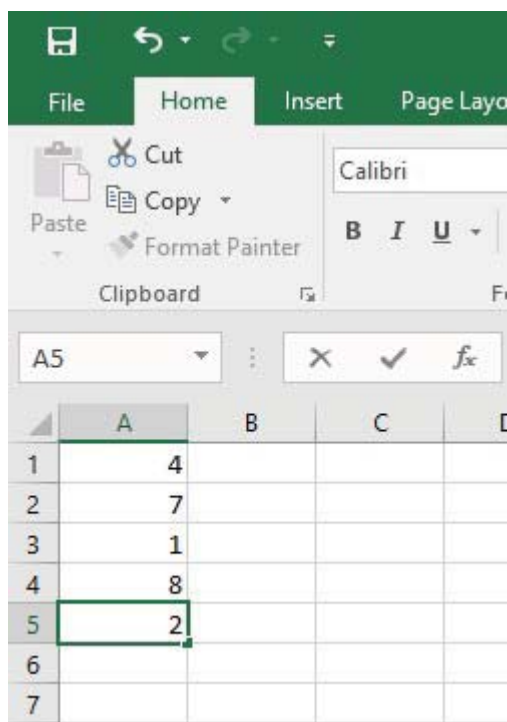 File Home Insert Page Layo
Cut
Calibri
Copy
Paste
B I U
Format Painter
Clipboard
A5 fx
A B C
1 4
2 7
3 1
4 8
5 2
6
7